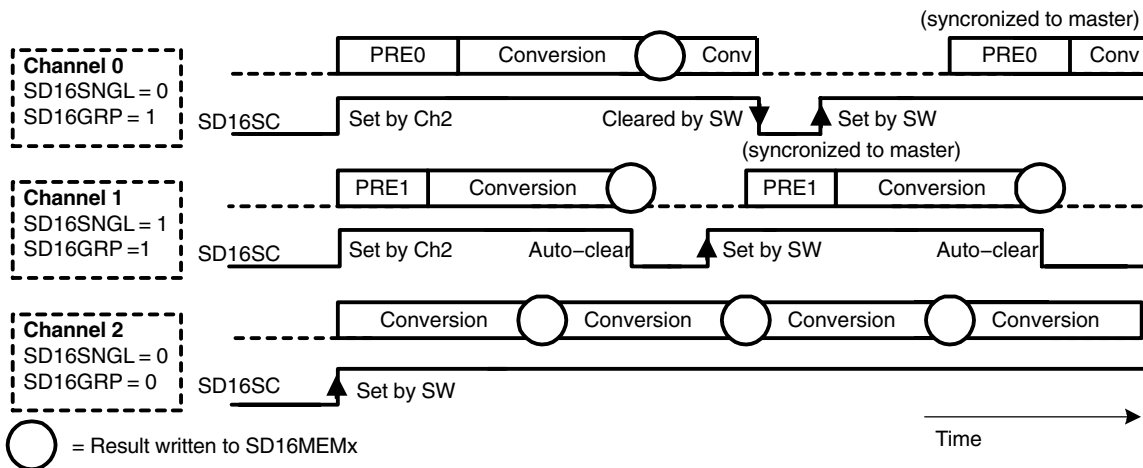 (syncronized to master)
Channel 0
SD16SNGL = 0
SD16GRP = 1
PRE0 Conversion Conv PRE0 Conv
SD16SC Set by Ch2 Cleared by SW Set by SW
(syncronized to master)
Channel 1
SD16SNGL = 1
SD16GRP =1
PRE1 Conversion PRE1 Conversion
SD16SC Set by Ch2 Auto−clear Set by SW Auto−clear
Channel 2
SD16SNGL = 0
SD16GRP = 0
Conversion Conversion Conversion Conversion
SD16SC Set by SW
= Result written to SD16MEMx
Time